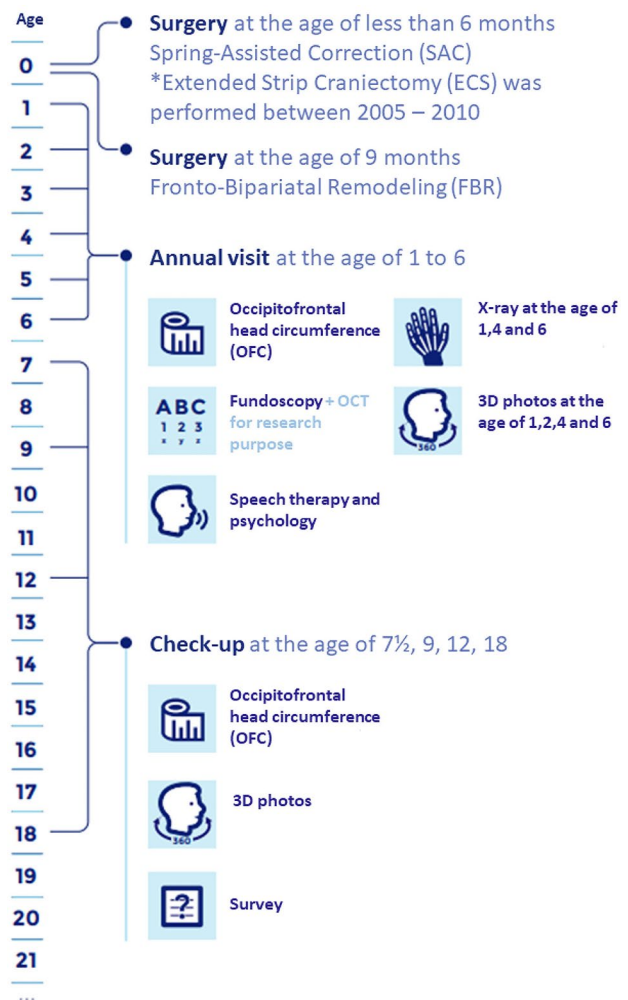 Age
0
1
2
3
4
5
6
7
8
9
10
11
12
13
14
15
16
17
18
19
20
21
...
Surgery at the age of less than 6 months
Spring-Assisted Correction (SAC)
*Extended Strip Craniectomy (ECS) was
performed between 2005 – 2010
Surgery at the age of 9 months
Fronto-Bipariatal Remodeling (FBR)
Annual visit at the age of 1 to 6
Occipitofrontal
head circumference
(OFC)
X-ray at the age of
1,4 and 6
ABC
1 2 3
x y z
Fundoscopy + OCT
for research
purpose
360
3D photos at the
age of 1,2,4 and 6
Speech therapy and
psychology
Check-up at the age of 7½, 9, 12, 18
Occipitofrontal
head circumference
(OFC)
360
3D photos
?
Survey